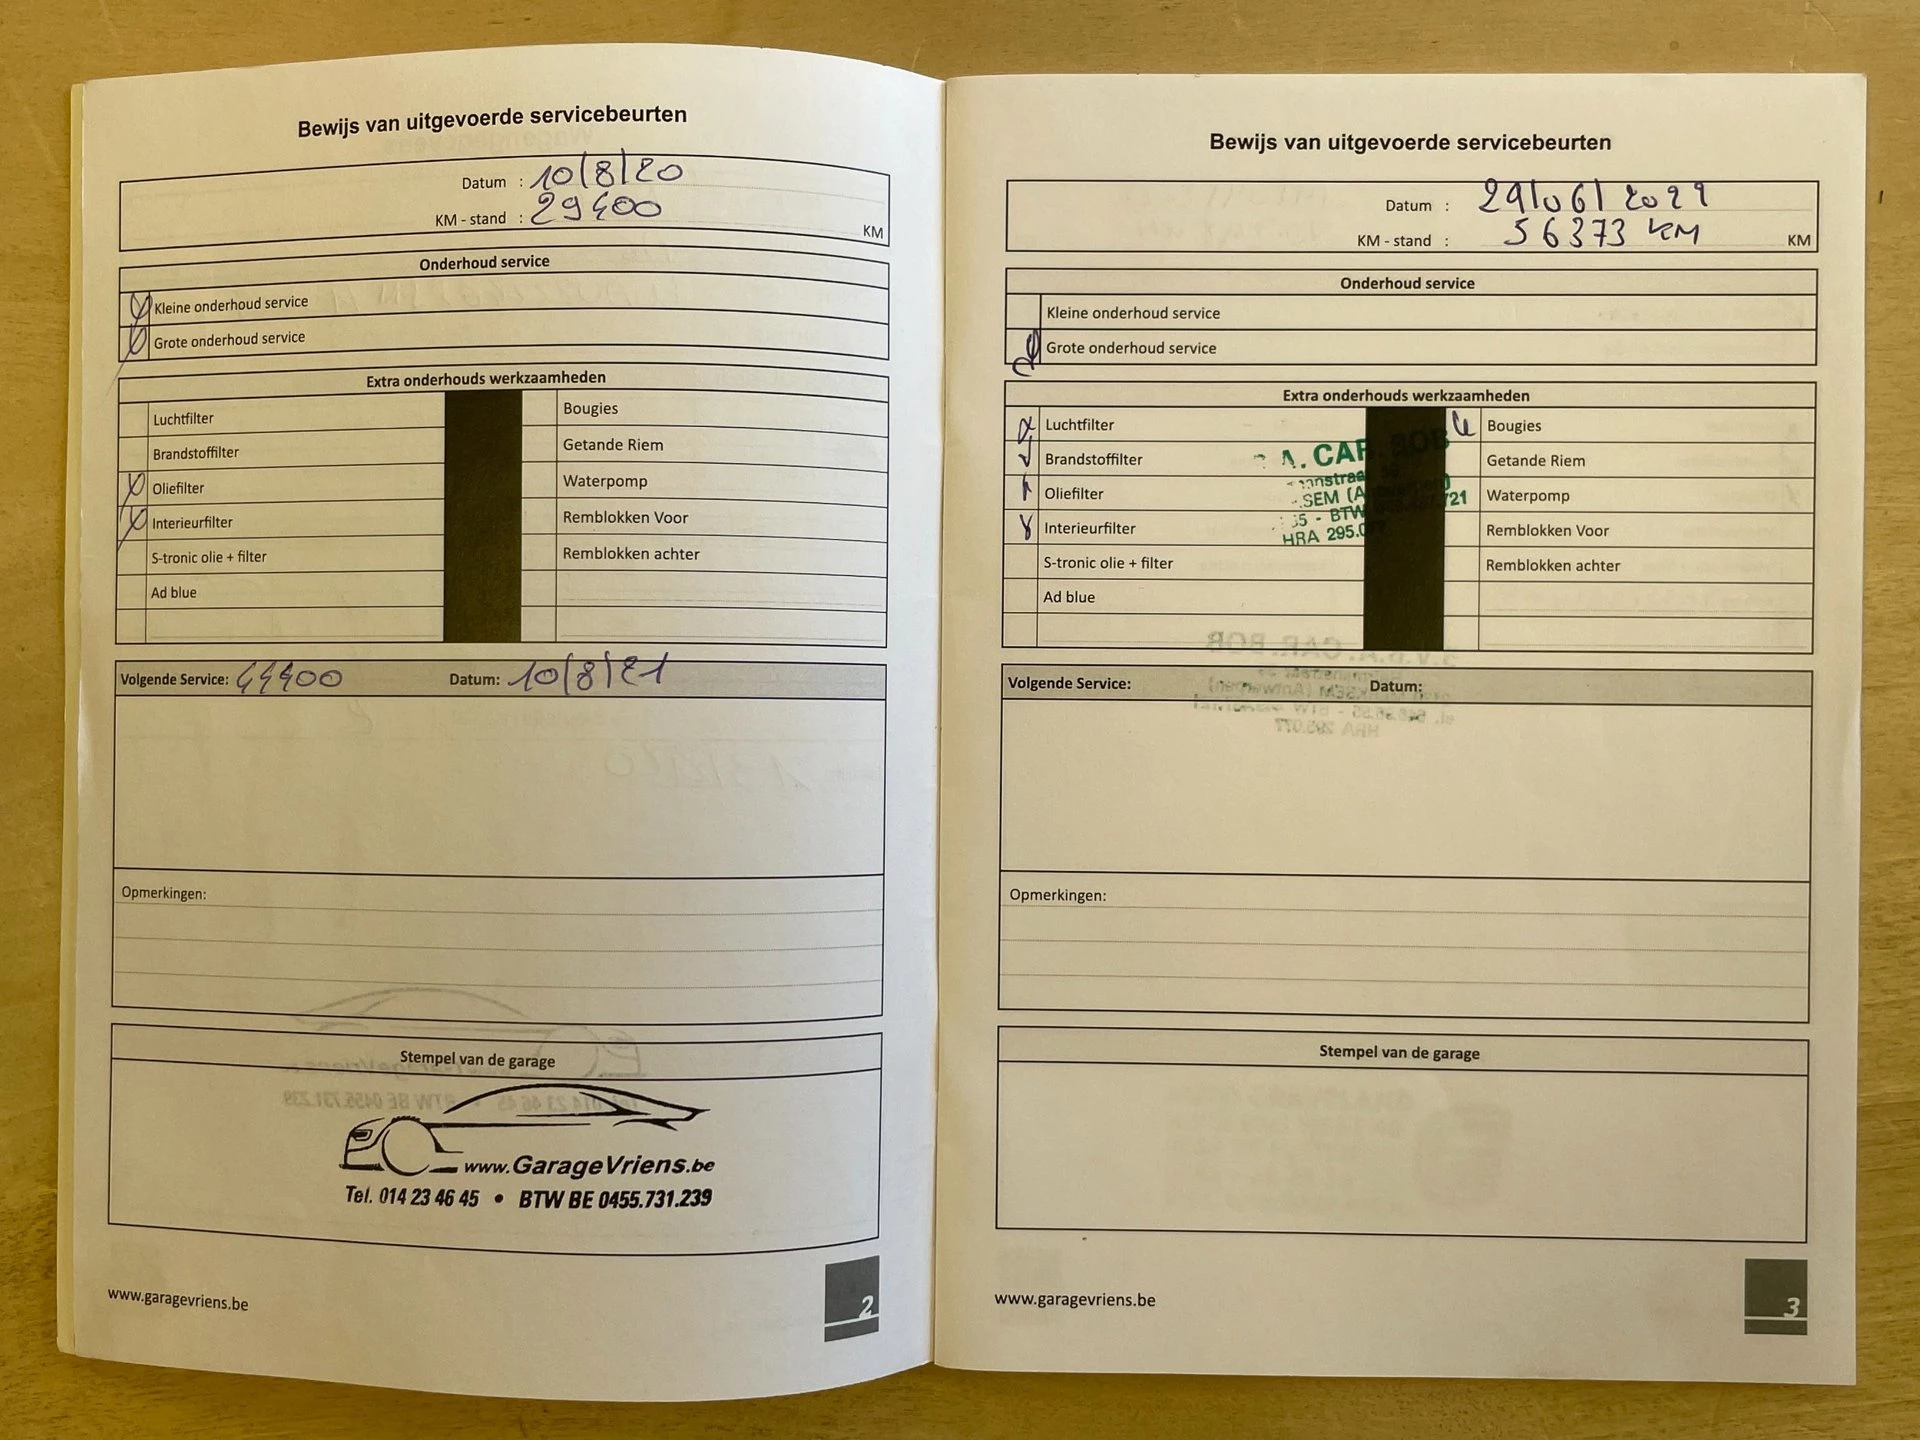 Bewijs van uitgevoerde servicebeurten
Datum : 10/8/20
KM - stand : 29400
KM
Onderhoud service
Kleine onderhoud service
Grote onderhoud service
Extra onderhouds werkzaamheden
Luchtfilter
Bougies
Brandstoffilter
Getande Riem
Oliefilter
Waterpomp
Interieurfilter
Remblokken Voor
S-tronic olie + filter
Remblokken achter
Ad blue
Volgende Service: 44400 Datum: 10/8/21
Opmerkingen:
Stempel van de garage
www.GarageVriens.be
Tel. 014 23 46 45 • BTW BE 0455.731.239
www.garagevriens.be
2
Bewijs van uitgevoerde servicebeurten
Datum :
KM - stand : 56373 KM
KM
Onderhoud service
Kleine onderhoud service
Grote onderhoud service
Extra onderhouds werkzaamheden
Luchtfilter
Bougies
Brandstoffilter
Getande Riem
Oliefilter
Waterpomp
Interieurfilter
Remblokken Voor
S-tronic olie + filter
Remblokken achter
Ad blue
A. CAR. BOB
BTW
HRA 295.077
Volgende Service: Datum:
Opmerkingen:
Stempel van de garage
www.garagevriens.be
3